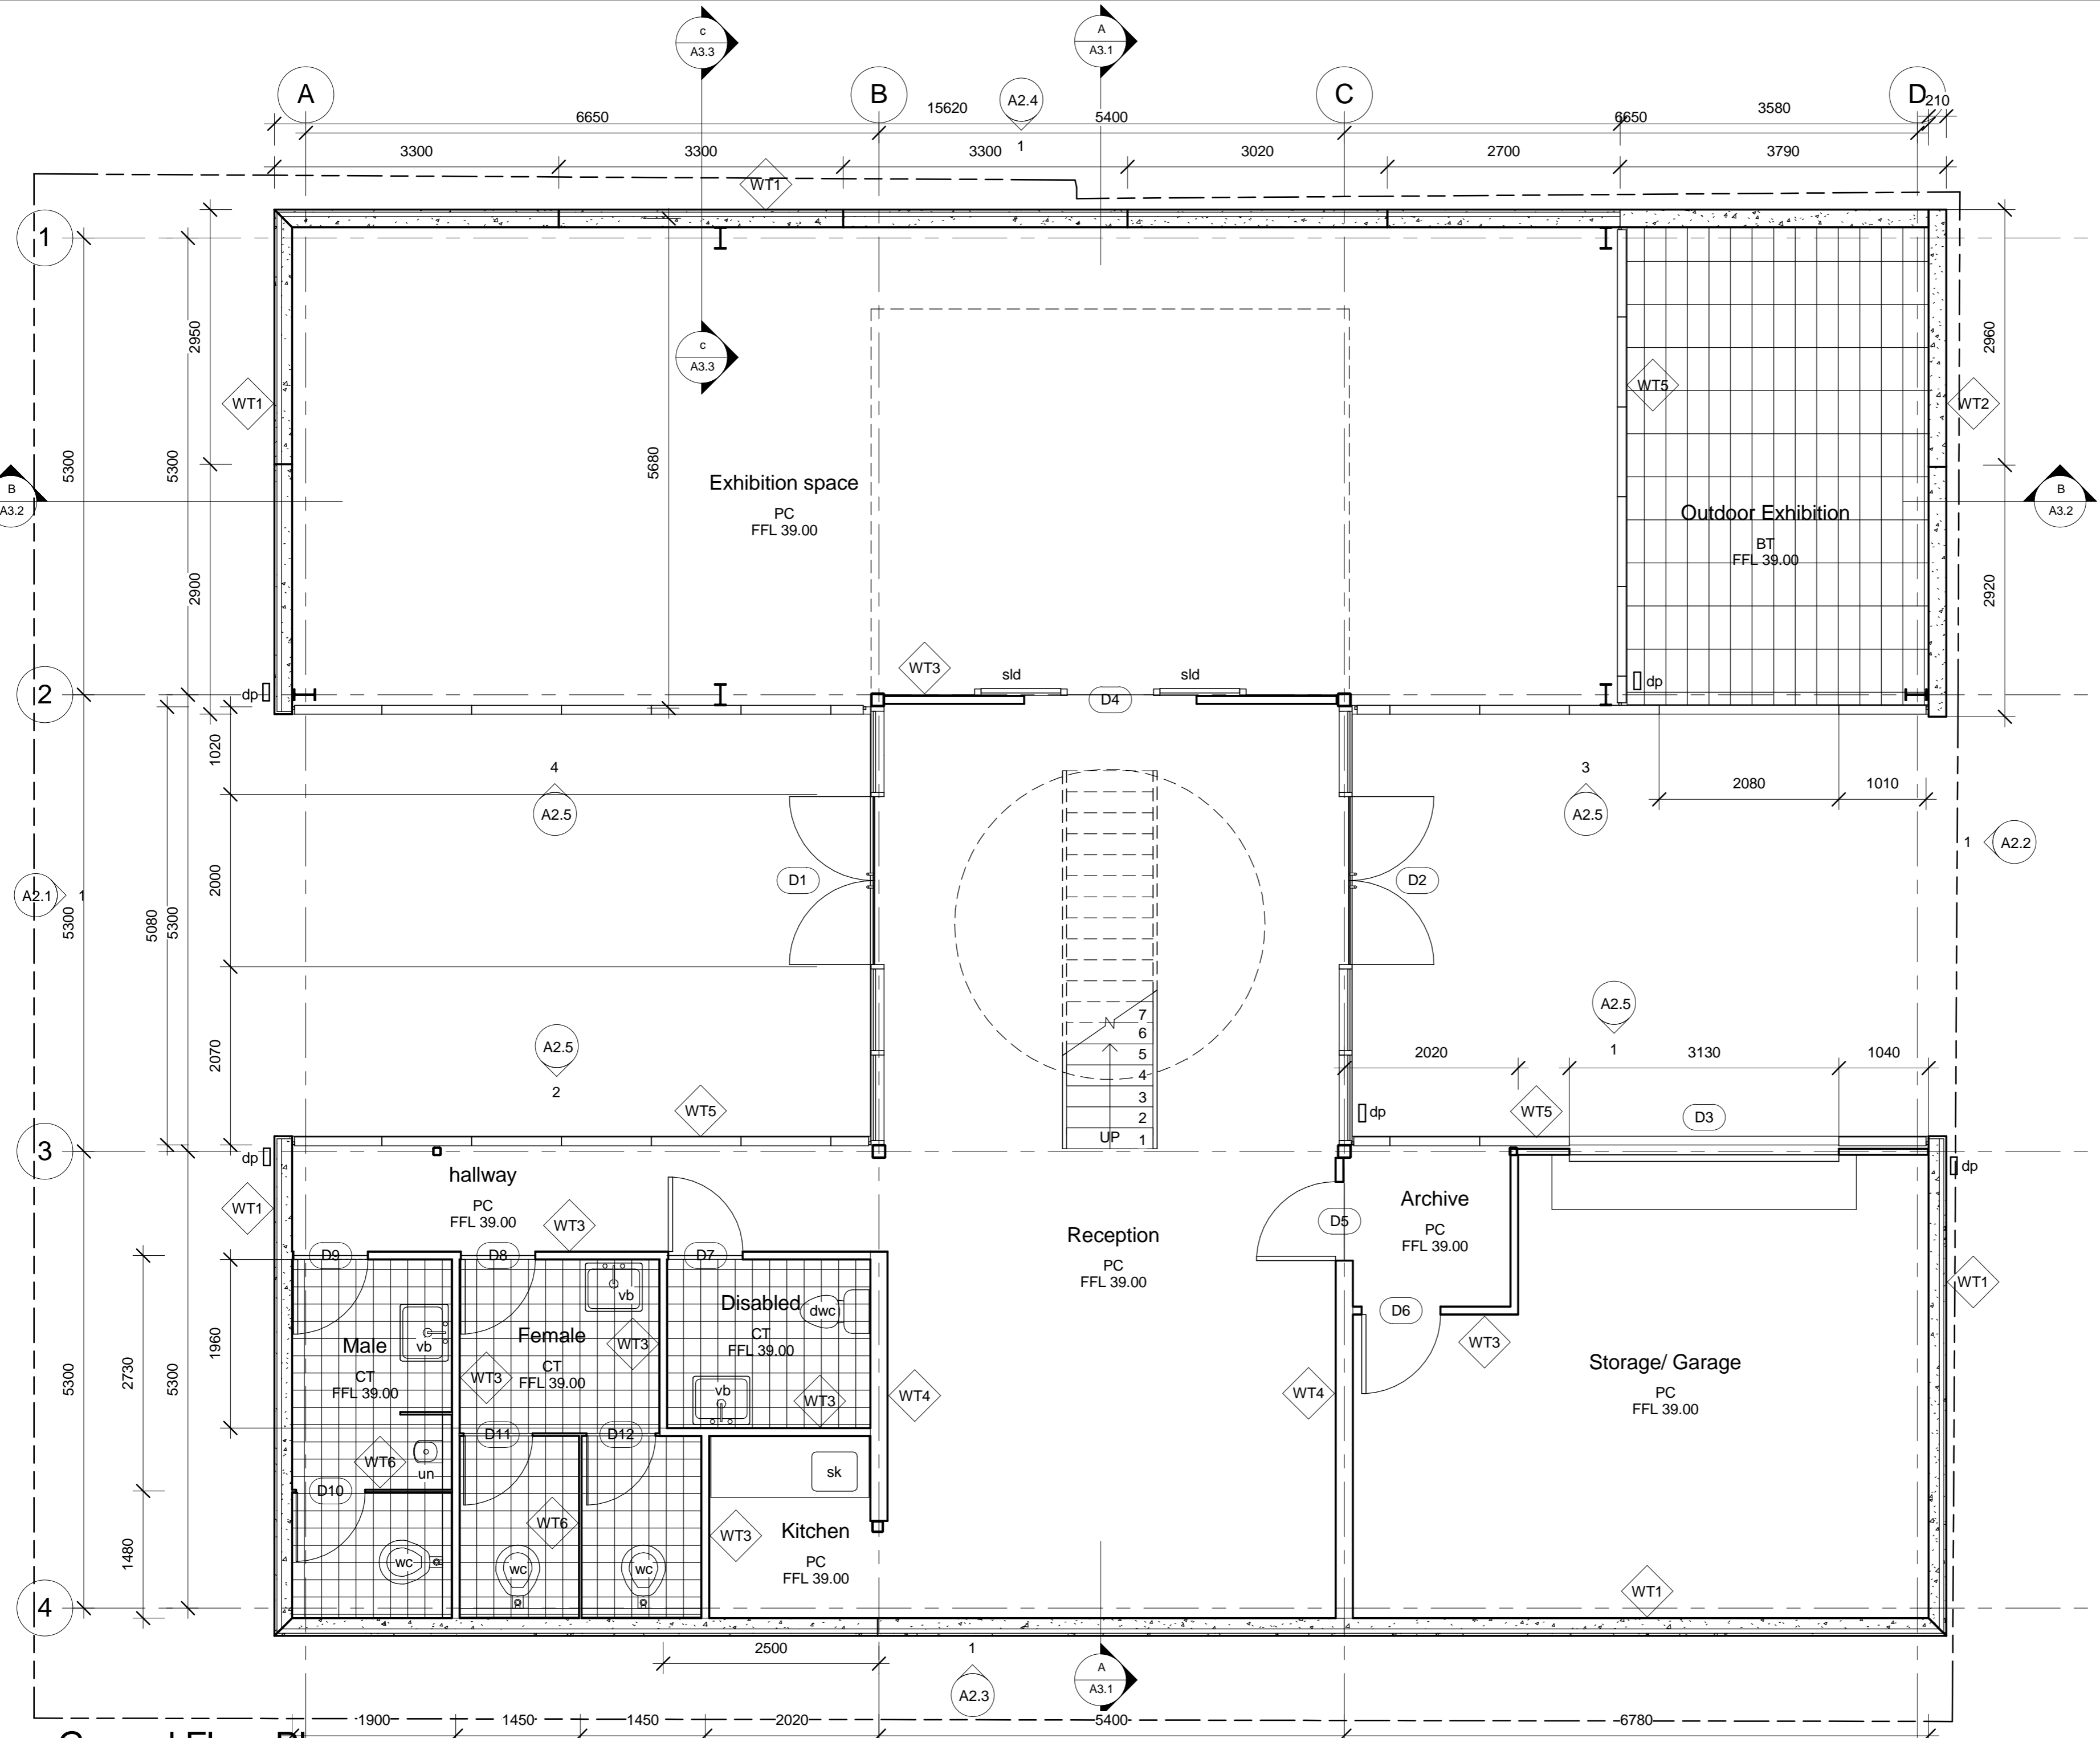 c
A3.3
A
A3.1
A
B
C
D
210
15620
A2.4
3580
6650
5400
6650
1
3300
3300
3300
3020
2700
3790
WT1
1
2950
2960
c
A3.3
WT5
WT1
WT2
5300
5300
5680
Exhibition space
PC
FFL 39.00
Outdoor Exhibition
BT
FFL 39.00
B
A3.2
B
A3.2
2900
2920
WT3
sld
sld
D4
dp
dp
2
1020
4
A2.5
3
A2.5
2080
1010
1
A2.2
A2.1
1
2000
D1
D2
5300
5080
5300
2070
A2.5
2
A2.5
1
2020
3130
1040
7
6
5
4
3
2
1
UP
WT5
dp
WT5
D3
3
dp
dp
hallway
PC
FFL 39.00
WT3
WT1
Archive
PC
FFL 39.00
D5
Reception
PC
FFL 39.00
D9
D8
D7
WT1
vb
Disabled
dwc
CT
FFL 39.00
D6
Male
vb
CT
FFL 39.00
Female
CT
FFL 39.00
WT3
WT3
WT3
vb
WT3
WT4
WT4
Storage/ Garage
PC
FFL 39.00
5300
2730
5300
1960
D11
D12
WT6
un
sk
D10
WT6
WT3
Kitchen
PC
FFL 39.00
1480
wc
wc
wc
WT1
4
2500
1
A2.3
A
A3.1
1900
1450
1450
2020
5400
6780